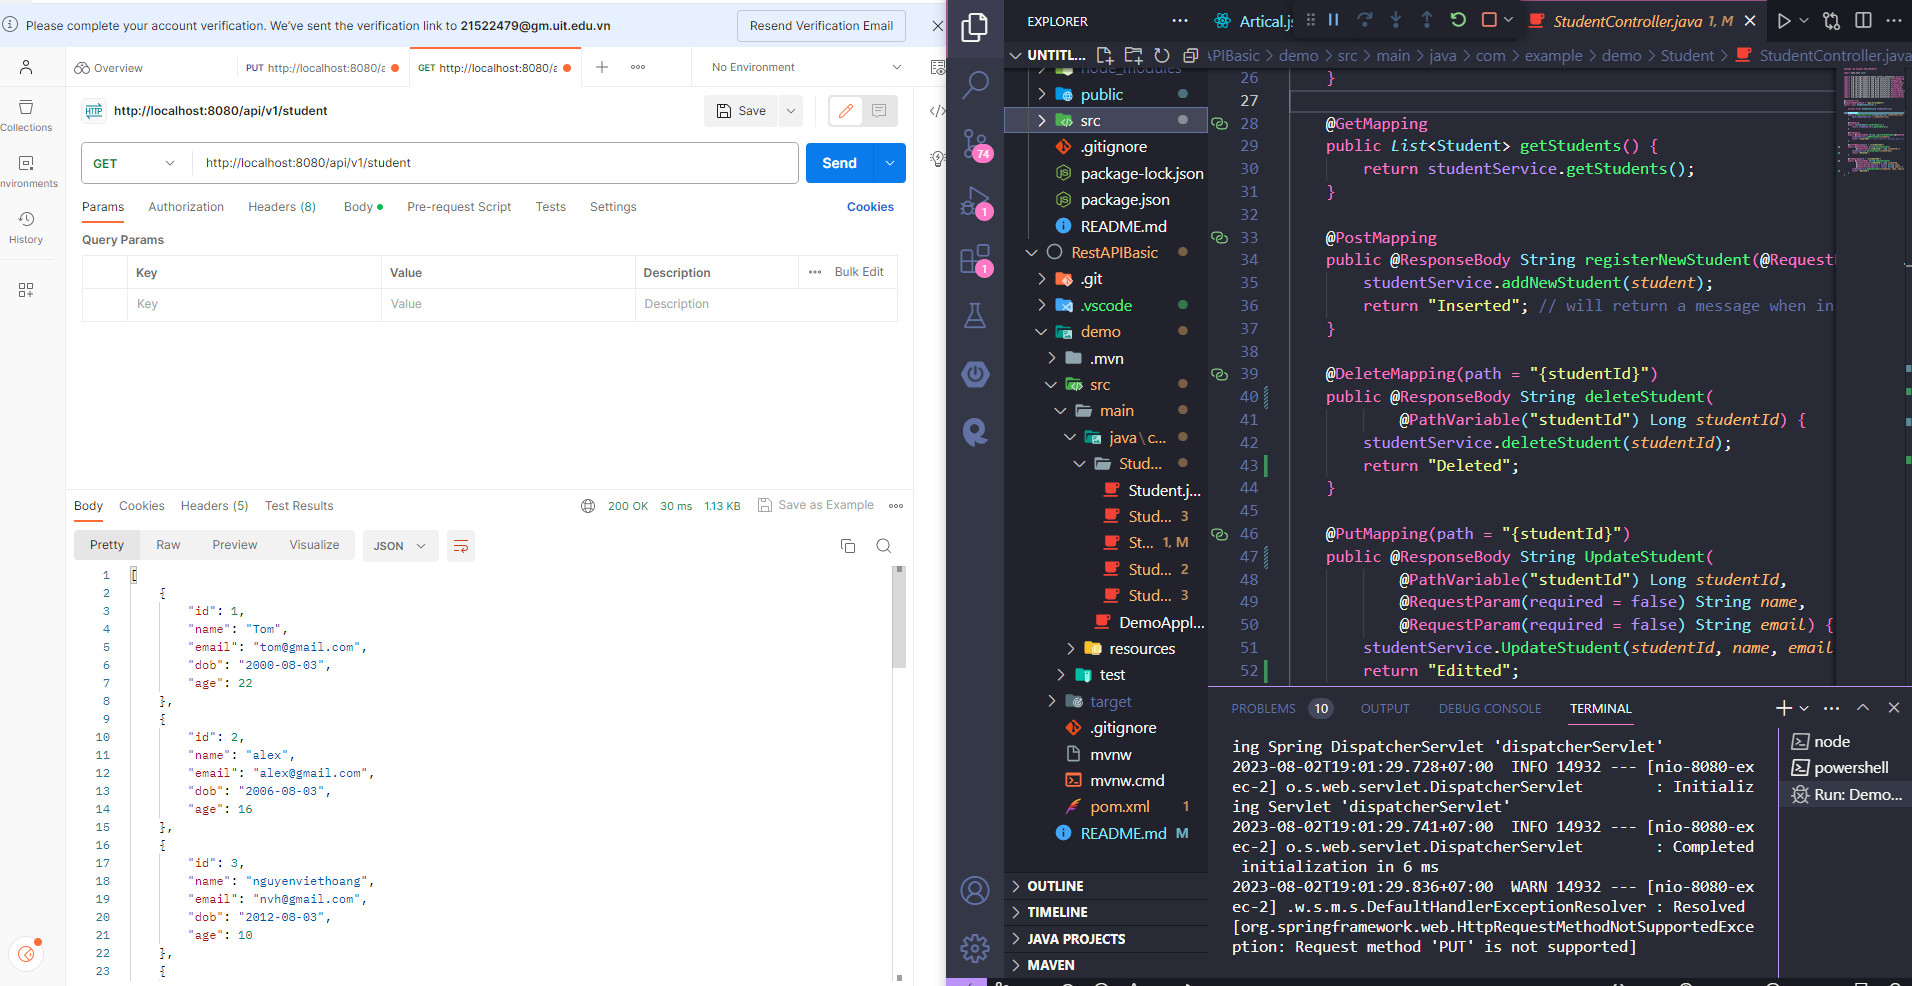 Please complete your account verification. We've sent the verification link to 21522479@gm.uit.edu.vn
Resend Verification Email
Overview
PUT http://localhost:8080/a
GET http://localhost:8080/a
No Environment
Collections
nvironments
History
HTTP
http://localhost:8080/api/v1/student
Save
GET
http://localhost:8080/api/v1/student
Send
Params
Authorization
Headers (8)
Body
Pre-request Script
Tests
Settings
Cookies
Query Params
Key
Value
Description
Bulk Edit
Key
Value
Description
Body
Cookies
Headers (5)
Test Results
200 OK
30 ms
1.13 KB
Save as Example
Pretty
Raw
Preview
Visualize
JSON
1 [
2 {
3 "id": 1,
4 "name": "Tom",
5 "email": "tom@gmail.com",
6 "dob": "2000-08-03",
7 "age": 22
8 },
9 {
10 "id": 2,
11 "name": "alex",
12 "email": "alex@gmail.com",
13 "dob": "2006-08-03",
14 "age": 16
15 },
16 {
17 "id": 3,
18 "name": "nguyenviethoang",
19 "email": "nvh@gmail.com",
20 "dob": "2012-08-03",
21 "age": 10
22 },
23 {
74
1
1
EXPLORER
UNTITL...
node_modules
public
src
.gitignore
package-lock.json
package.json
README.md
RestAPIBasic
.git
.vscode
demo
.mvn
src
main
java\c...
Stud...
Student.j...
Stud... 3
St... 1, M
Stud... 2
Stud... 3
DemoAppl...
resources
test
target
.gitignore
mvnw
mvnw.cmd
pom.xml 1
README.md M
OUTLINE
TIMELINE
JAVA PROJECTS
MAVEN
Artical.js
StudentController.java 1, M
APIBasic > demo > src > main > java > com > example > demo > Student > StudentController.java
26 }
27
28 @GetMapping
29 public List<Student> getStudents() {
30 return studentService.getStudents();
31 }
32
33 @PostMapping
34 public @ResponseBody String registerNewStudent(@Request
35 studentService.addNewStudent(student);
36 return "Inserted"; // will return a message when in
37 }
38
39 @DeleteMapping(path = "{studentId}")
40 public @ResponseBody String deleteStudent(
41 @PathVariable("studentId") Long studentId) {
42 studentService.deleteStudent(studentId);
43 return "Deleted";
44 }
45
46 @PutMapping(path = "{studentId}")
47 public @ResponseBody String UpdateStudent(
48 @PathVariable("studentId") Long studentId,
49 @RequestParam(required = false) String name,
50 @RequestParam(required = false) String email) {
51 studentService.UpdateStudent(studentId, name, email
52 return "Editted";
PROBLEMS 10
OUTPUT
DEBUG CONSOLE
TERMINAL
ing Spring DispatcherServlet 'dispatcherServlet'
2023-08-02T19:01:29.728+07:00 INFO 14932 --- [nio-8080-ex
ec-2] o.s.web.servlet.DispatcherServlet : Initializ
ing Servlet 'dispatcherServlet'
2023-08-02T19:01:29.741+07:00 INFO 14932 --- [nio-8080-ex
ec-2] o.s.web.servlet.DispatcherServlet : Completed
initialization in 6 ms
2023-08-02T19:01:29.836+07:00 WARN 14932 --- [nio-8080-ex
ec-2] .w.s.m.s.DefaultHandlerExceptionResolver : Resolved
[org.springframework.web.HttpRequestMethodNotSupportedExce
ption: Request method 'PUT' is not supported]
node
powershell
Run: Demo...